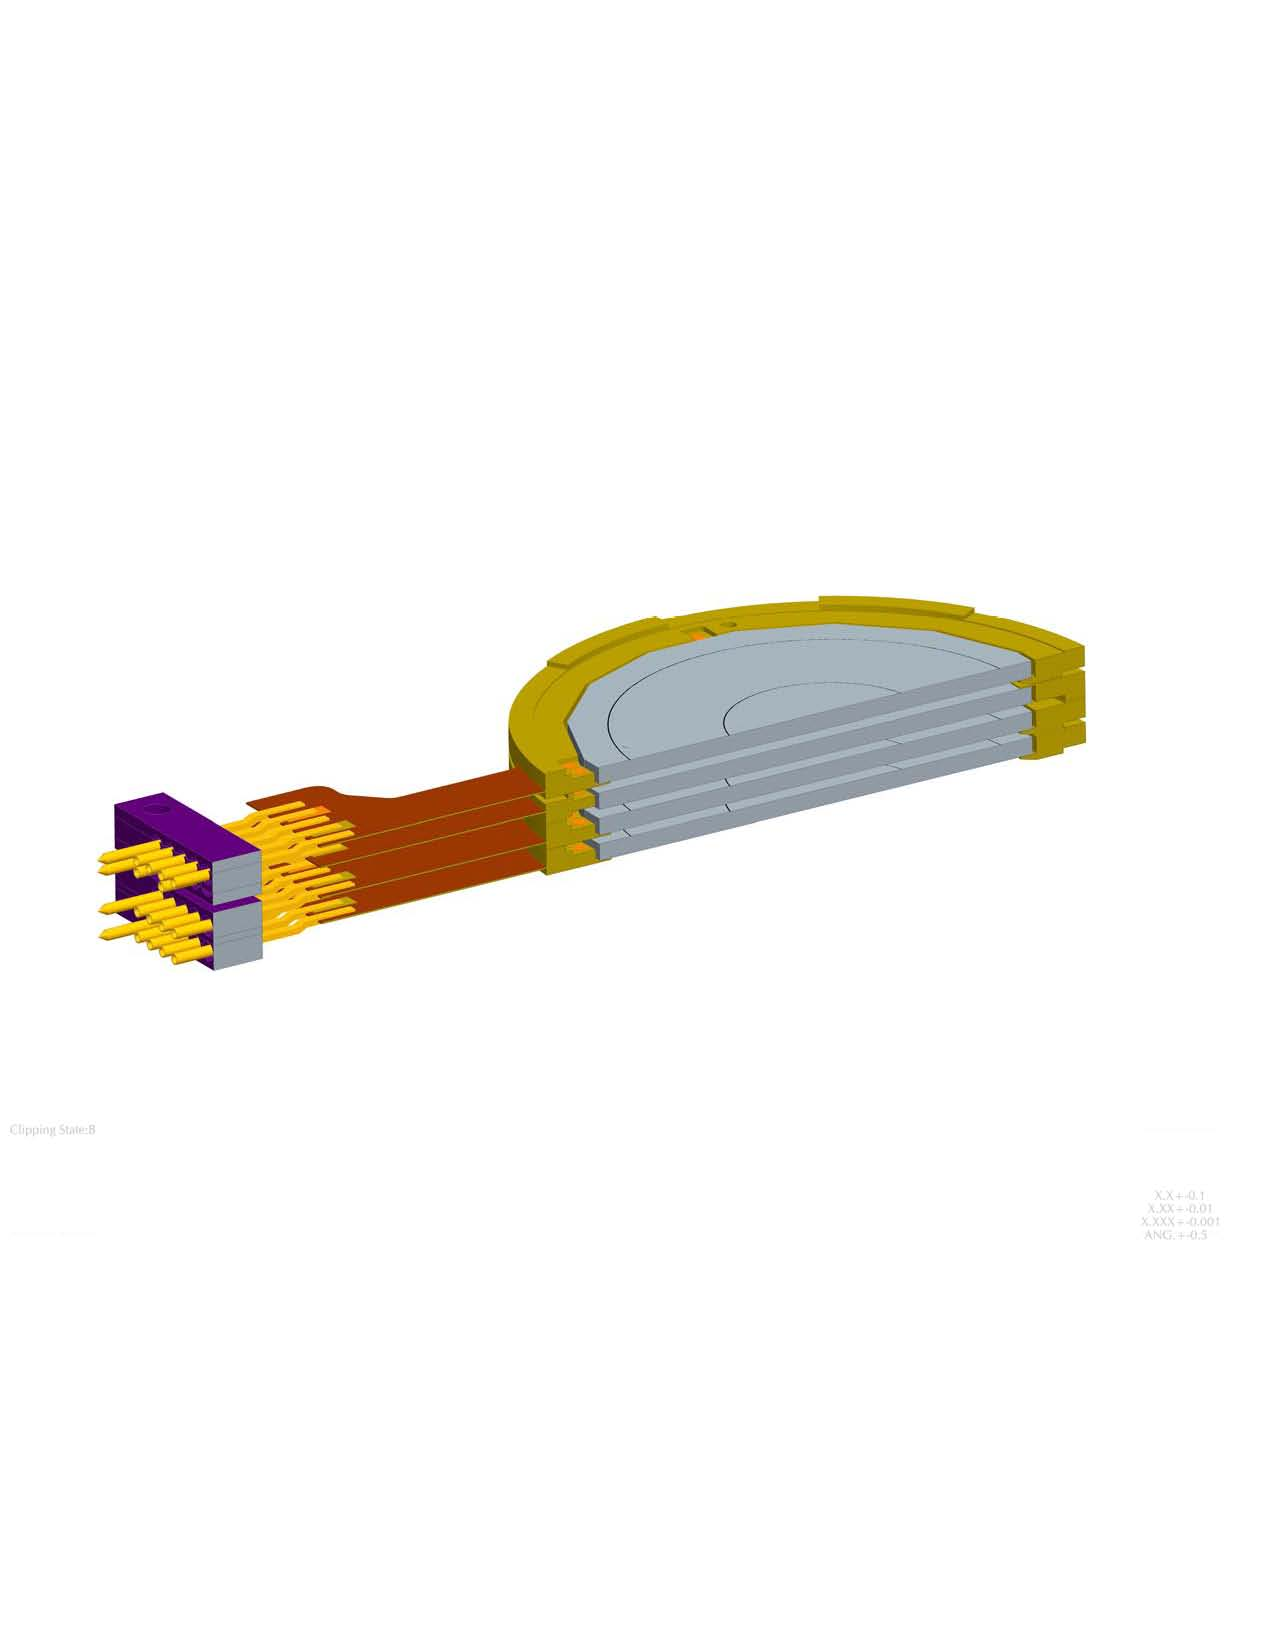 Clipping State:B
X.X+-0.1
X.XX+-0.01
X.XXX+-0.001
ANG.+-0.5